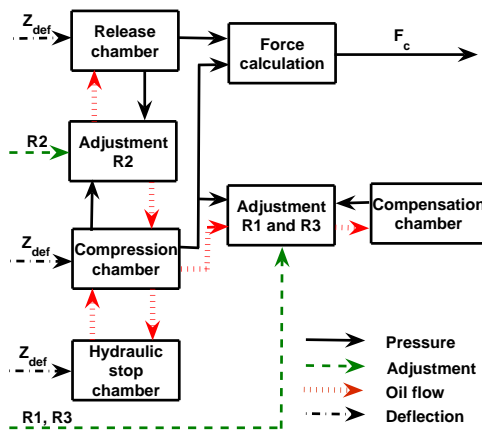 Z_def
Release
chamber
Force
calculation
F_c
R2
Adjustment
R2
Z_def
Compression
chamber
Adjustment
R1 and R3
Compensation
chamber
Z_def
Hydraulic
stop
chamber
R1, R3
Pressure
Adjustment
Oil flow
Deflection